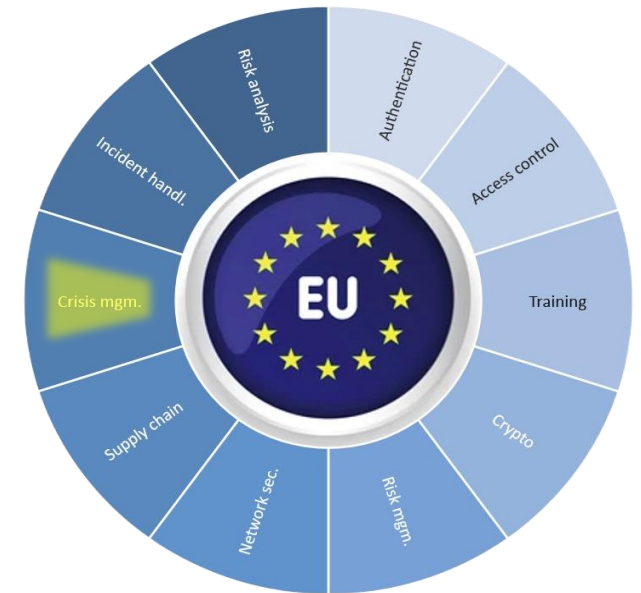 Authentication
Access control
Training
Crypto
Risk mgm.
Network sec.
Supply chain
Crisis mgm.
Incident handl.
Risk analysis
EU